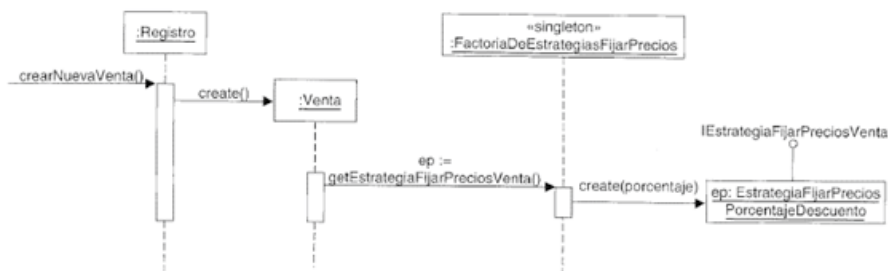 «singleton»
:Registro
:FactoriaDeEstrategiasFijarPrecios
crearNuevaVenta()
create()
:Venta
IEstrategiaFijarPreciosVenta
ep :=
getEstrategiaFijarPreciosVenta()
create(porcentaje)
ep: EstrategiaFijarPrecios
PorcentajeDescuento